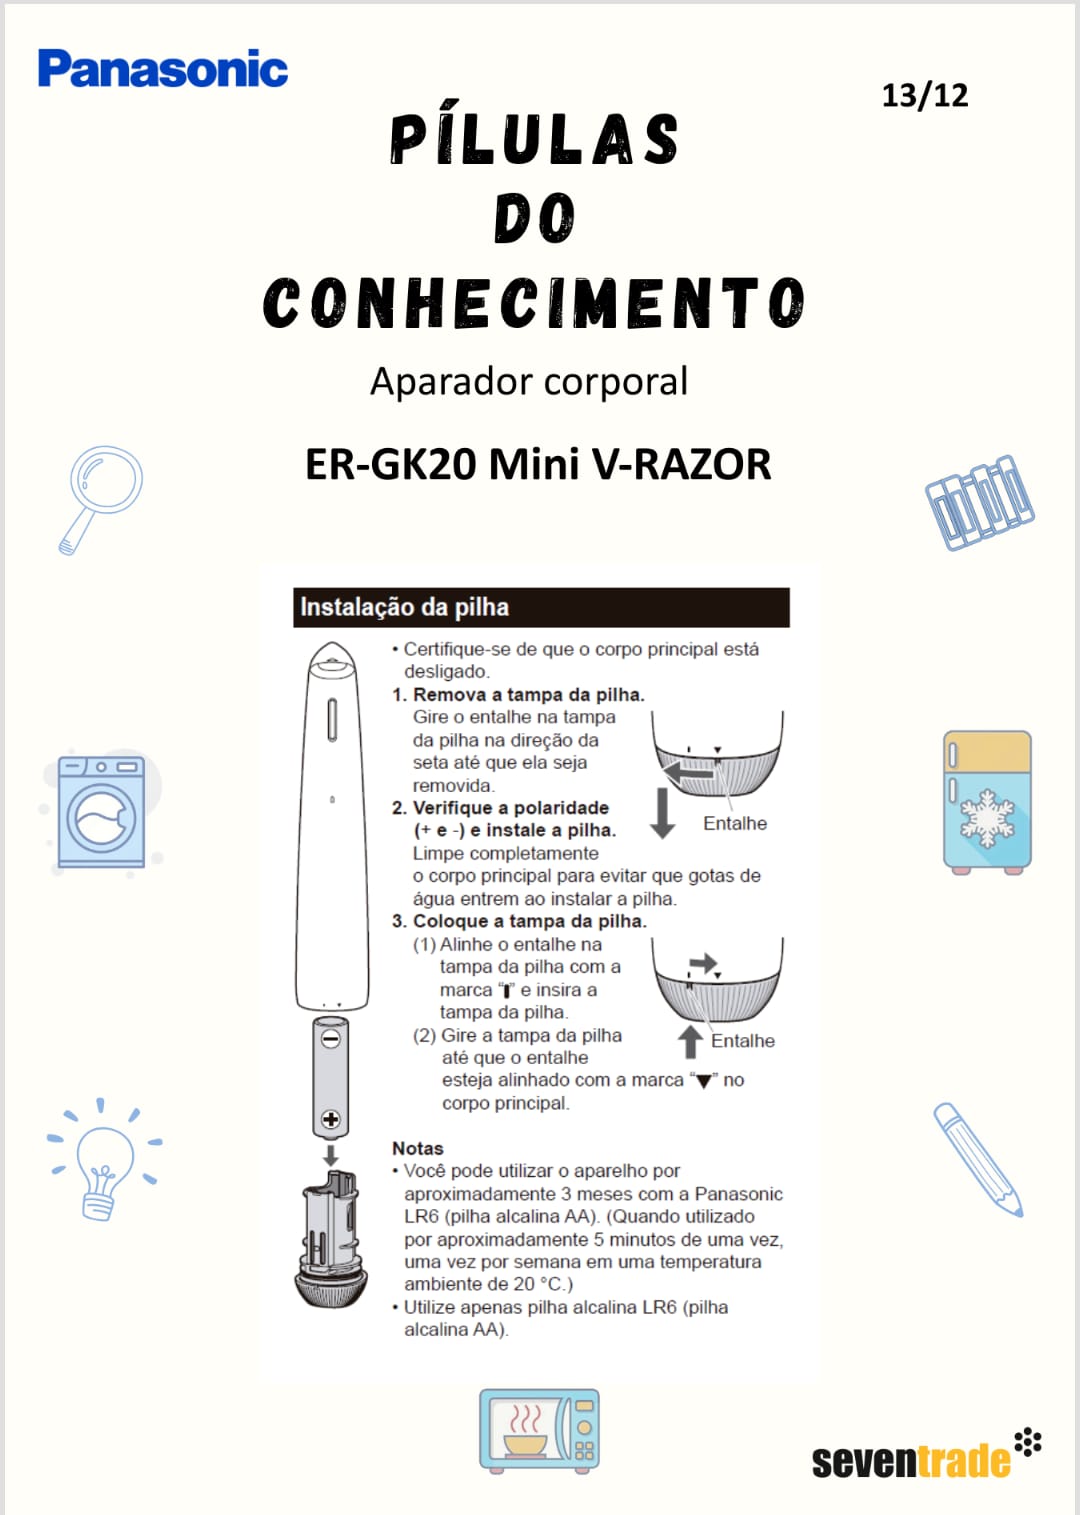 Panasonic
13/12
PÍLULAS
DO
CONHECIMENTO
Aparador corporal
ER-GK20 Mini V-RAZOR
Instalação da pilha
• Certifique-se de que o corpo principal está
desligado.
1. Remova a tampa da pilha.
Gire o entalhe na tampa
da pilha na direção da
seta até que ela seja
removida.
Entalhe
2. Verifique a polaridade
(+ e -) e instale a pilha.
Limpe completamente
o corpo principal para evitar que gotas de
água entrem ao instalar a pilha.
3. Coloque a tampa da pilha.
(1) Alinhe o entalhe na
tampa da pilha com a
marca “❙” e insira a
tampa da pilha.
(2) Gire a tampa da pilha
até que o entalhe
esteja alinhado com a marca “▼” no
corpo principal.
Entalhe
Notas
• Você pode utilizar o aparelho por
aproximadamente 3 meses com a Panasonic
LR6 (pilha alcalina AA). (Quando utilizado
por aproximadamente 5 minutos de uma vez,
uma vez por semana em uma temperatura
ambiente de 20 °C.)
• Utilize apenas pilha alcalina LR6 (pilha
alcalina AA).
seventrade